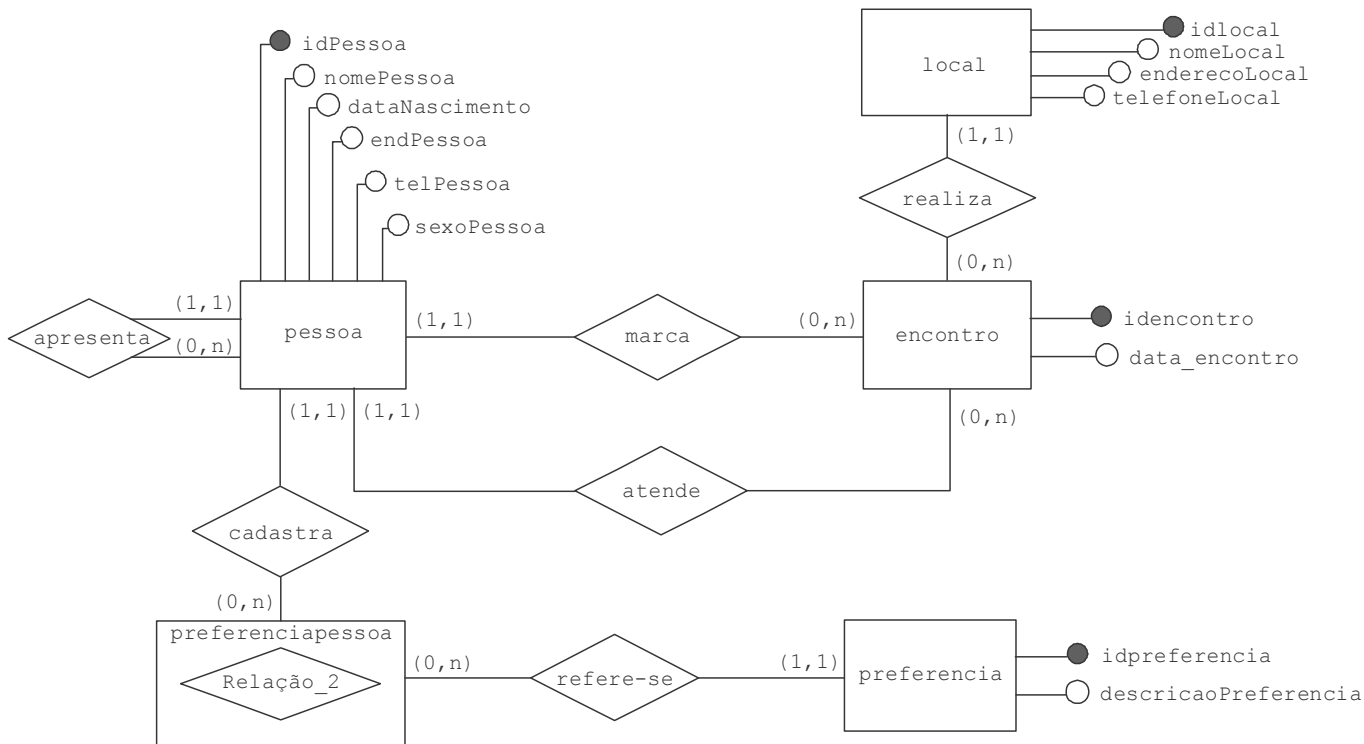 idPessoa
nomePessoa
dataNascimento
endPessoa
telPessoa
sexoPessoa
local
idlocal
nomeLocal
enderecoLocal
telefoneLocal
(1,1)
realiza
(0,n)
apresenta
(1,1)
(0,n)
pessoa
(1,1)
marca
(0,n)
encontro
idencontro
data_encontro
(1,1)
(1,1)
atende
(0,n)
cadastra
(0,n)
preferenciapessoa
Relação_2
(0,n)
refere-se
(1,1)
preferencia
idpreferencia
descricaoPreferencia